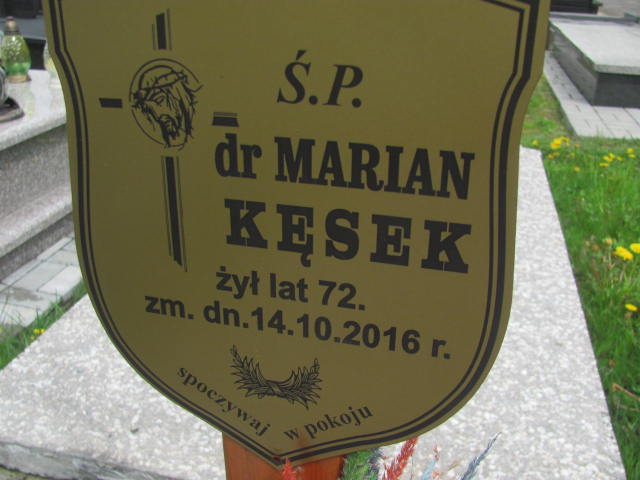 Ś.P.
dr MARIAN
KĘSEK
żył lat 72.
zm. dn.14.10.2016 r.
spoczywaj w pokoju